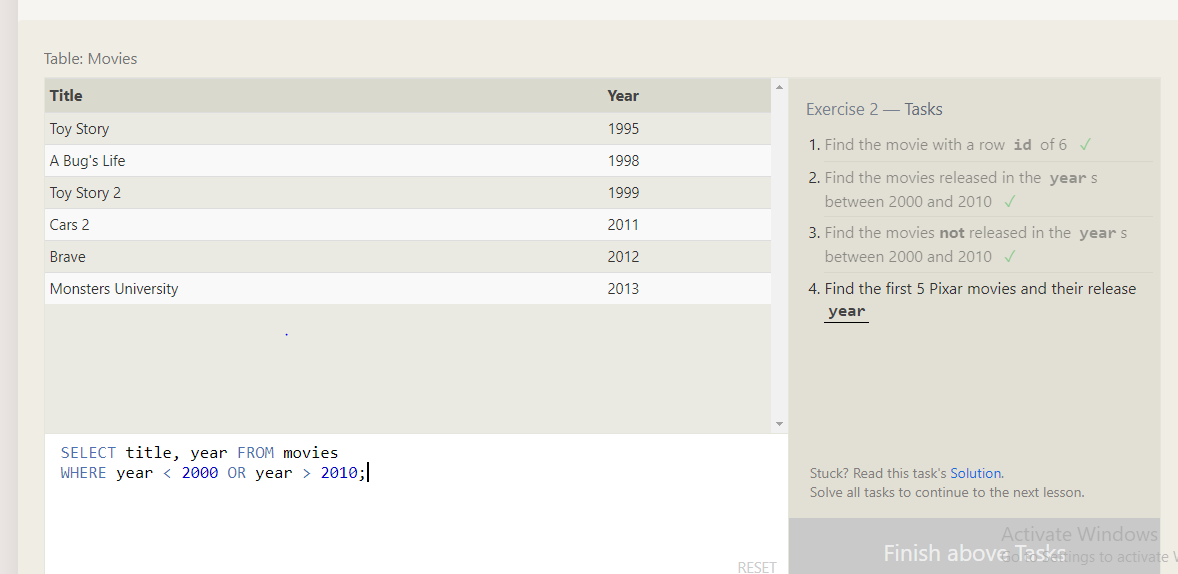 Table: Movies
Title Year
Toy Story 1995
A Bug's Life 1998
Toy Story 2 1999
Cars 2 2011
Brave 2012
Monsters University 2013
SELECT title, year FROM movies
WHERE year < 2000 OR year > 2010;
RESET
Exercise 2 — Tasks
1. Find the movie with a row id of 6 ✓
2. Find the movies released in the year s
between 2000 and 2010 ✓
3. Find the movies not released in the year s
between 2000 and 2010 ✓
4. Find the first 5 Pixar movies and their release
year
Stuck? Read this task's Solution.
Solve all tasks to continue to the next lesson.
Finish above Tasks
Activate Windows
Go to Settings to activate W